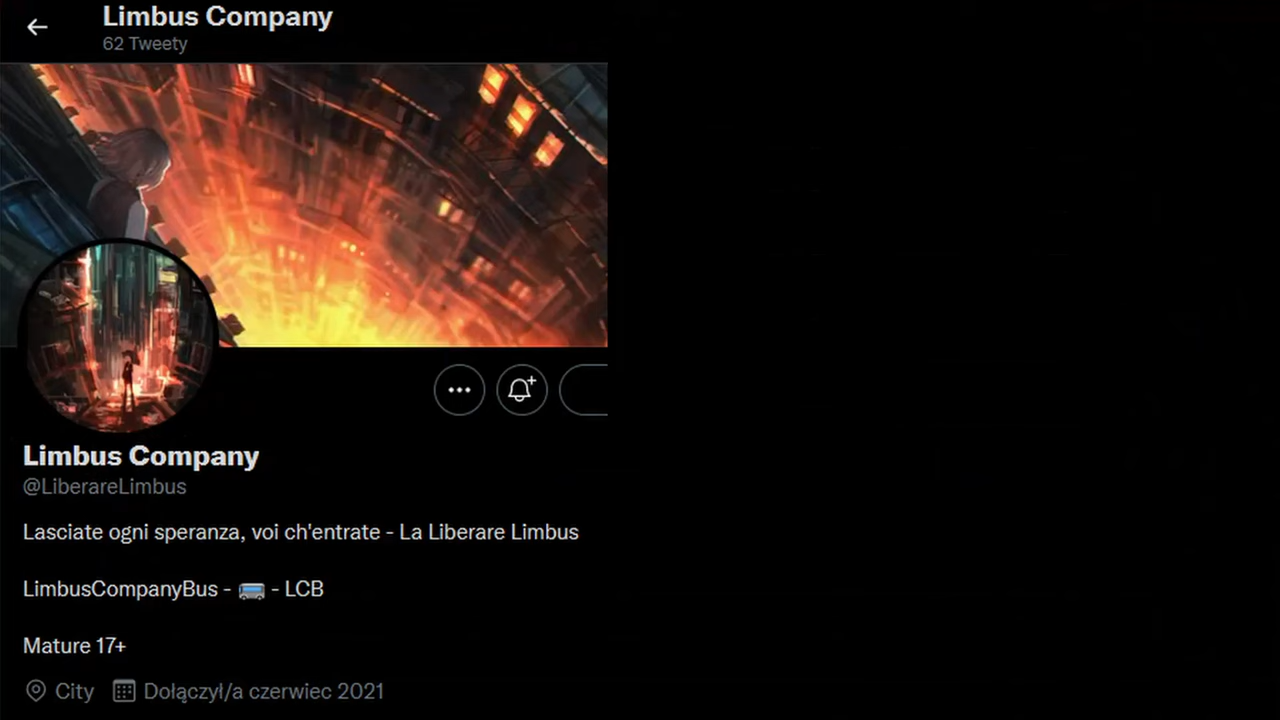 Limbus Company
62 Tweety
Limbus Company
@LiberareLimbus
Lasciate ogni speranza, voi ch'entrate - La Liberare Limbus
LimbusCompanyBus - 🚌 - LCB
Mature 17+
City Dołączył/a czerwiec 2021